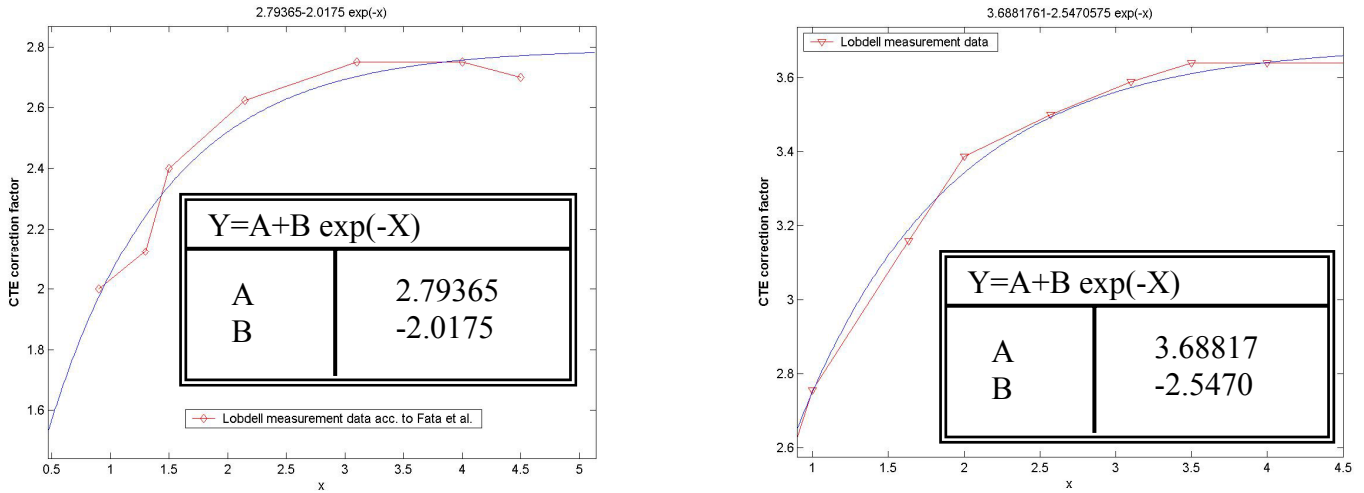 2.79365-2.0175 exp(-x)
CTE correction factor
2.8
2.6
2.4
2.2
2
1.8
1.6
Y=A+B exp(-X)
A 2.79365
B -2.0175
Lobdell measurement data acc. to Fata et al.
0.5 1 1.5 2 2.5 3 3.5 4 4.5 5
x
3.6881761-2.5470575 exp(-x)
Lobdell measurement data
CTE correction factor
3.6
3.4
3.2
3
2.8
2.6
Y=A+B exp(-X)
A 3.68817
B -2.5470
1 1.5 2 2.5 3 3.5 4 4.5
x